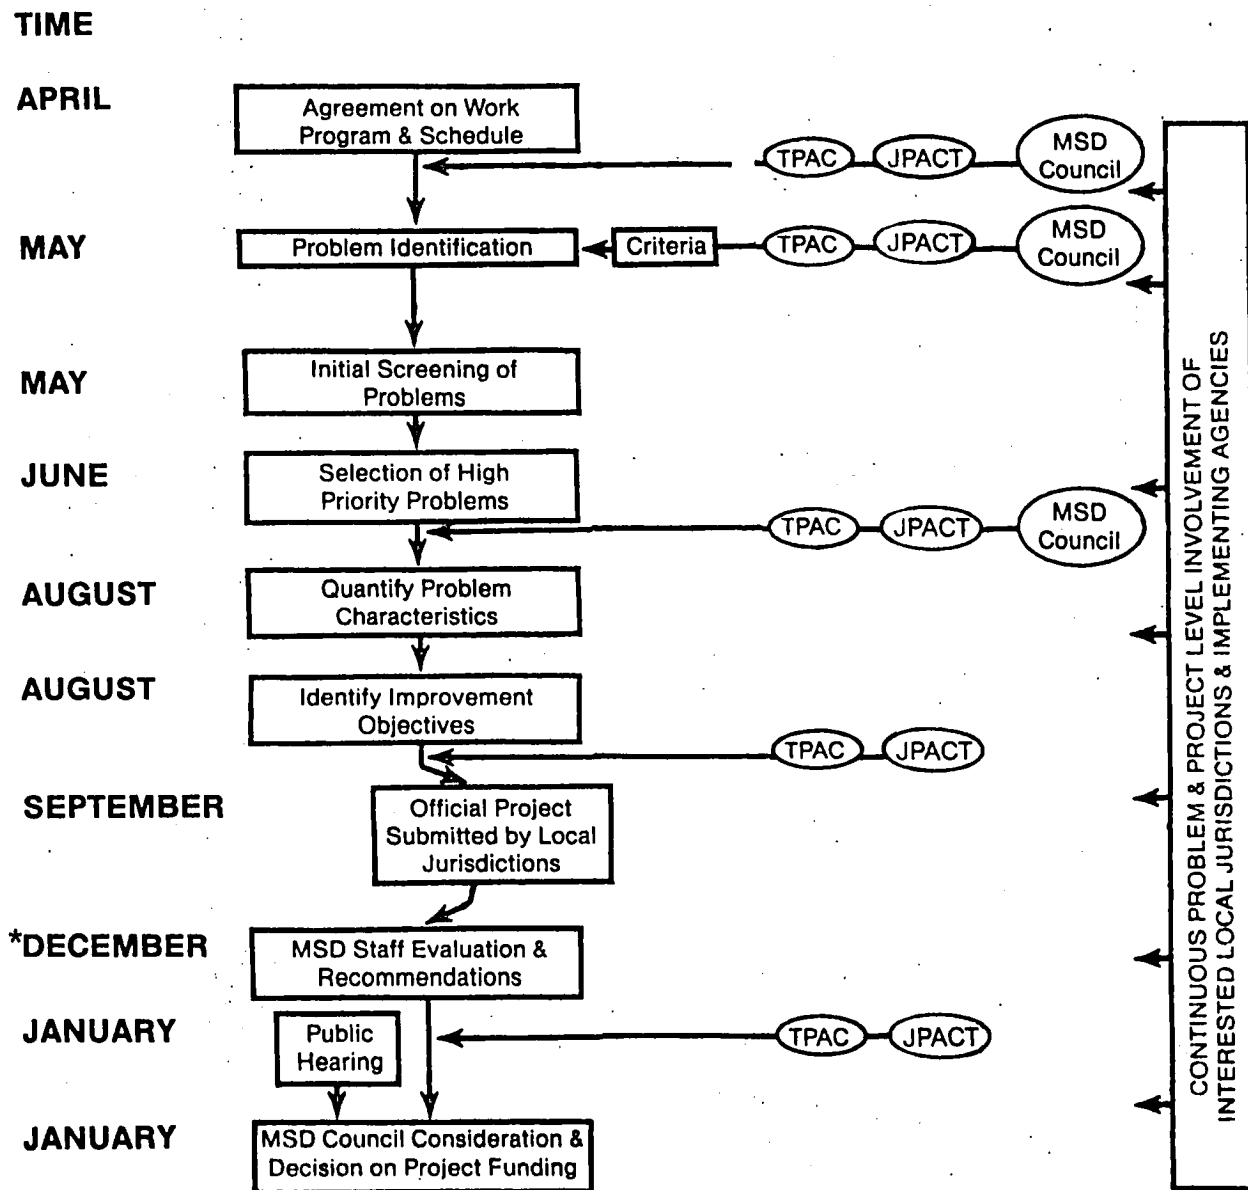 TIME
APRIL
Agreement on Work
Program & Schedule
TPAC
JPACT
MSD
Council
MAY
Problem Identification
Criteria
TPAC
JPACT
MSD
Council
MAY
Initial Screening of
Problems
JUNE
Selection of High
Priority Problems
TPAC
JPACT
MSD
Council
AUGUST
Quantify Problem
Characteristics
AUGUST
Identify Improvement
Objectives
TPAC
JPACT
SEPTEMBER
Official Project
Submitted by Local
Jurisdictions
*DECEMBER
MSD Staff Evaluation &
Recommendations
JANUARY
Public
Hearing
TPAC
JPACT
JANUARY
MSD Council Consideration &
Decision on Project Funding
CONTINUOUS PROBLEM & PROJECT LEVEL INVOLVEMENT OF
INTERESTED LOCAL JURISDICTIONS & IMPLEMENTING AGENCIES